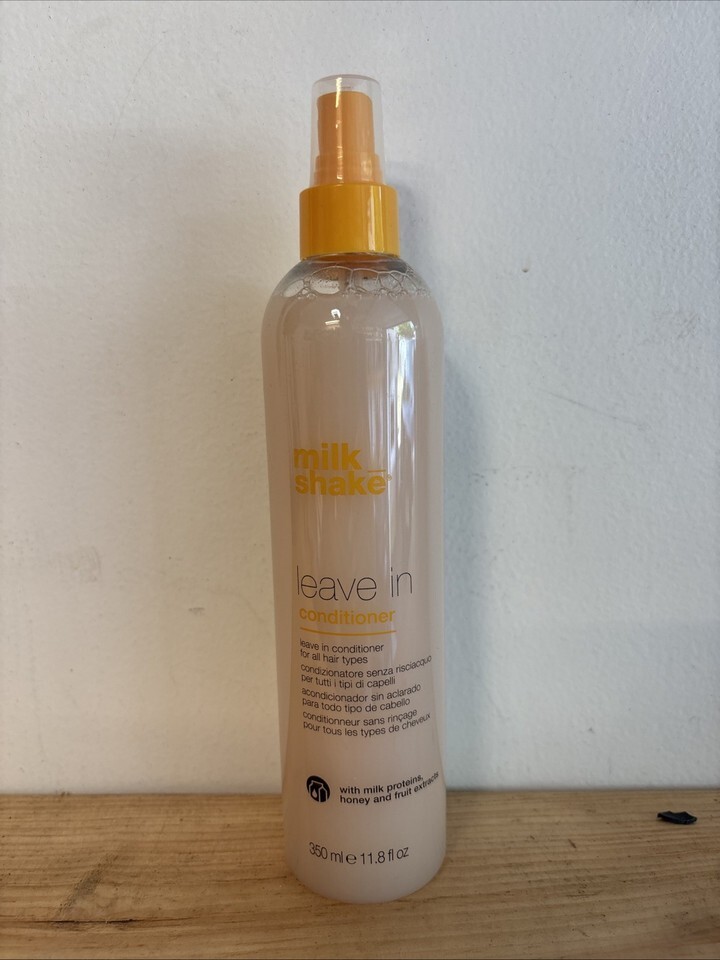 milk_
shake®
leave in
conditioner
leave in conditioner
for all hair types
condizionatore senza risciacquo
per tutti i tipi di capelli
acondicionador sin aclarado
para todo tipo de cabello
conditionneur sans rinçage
pour tous les types de cheveux
with milk proteins,
honey and fruit extracts
350 ml e 11.8 fl oz